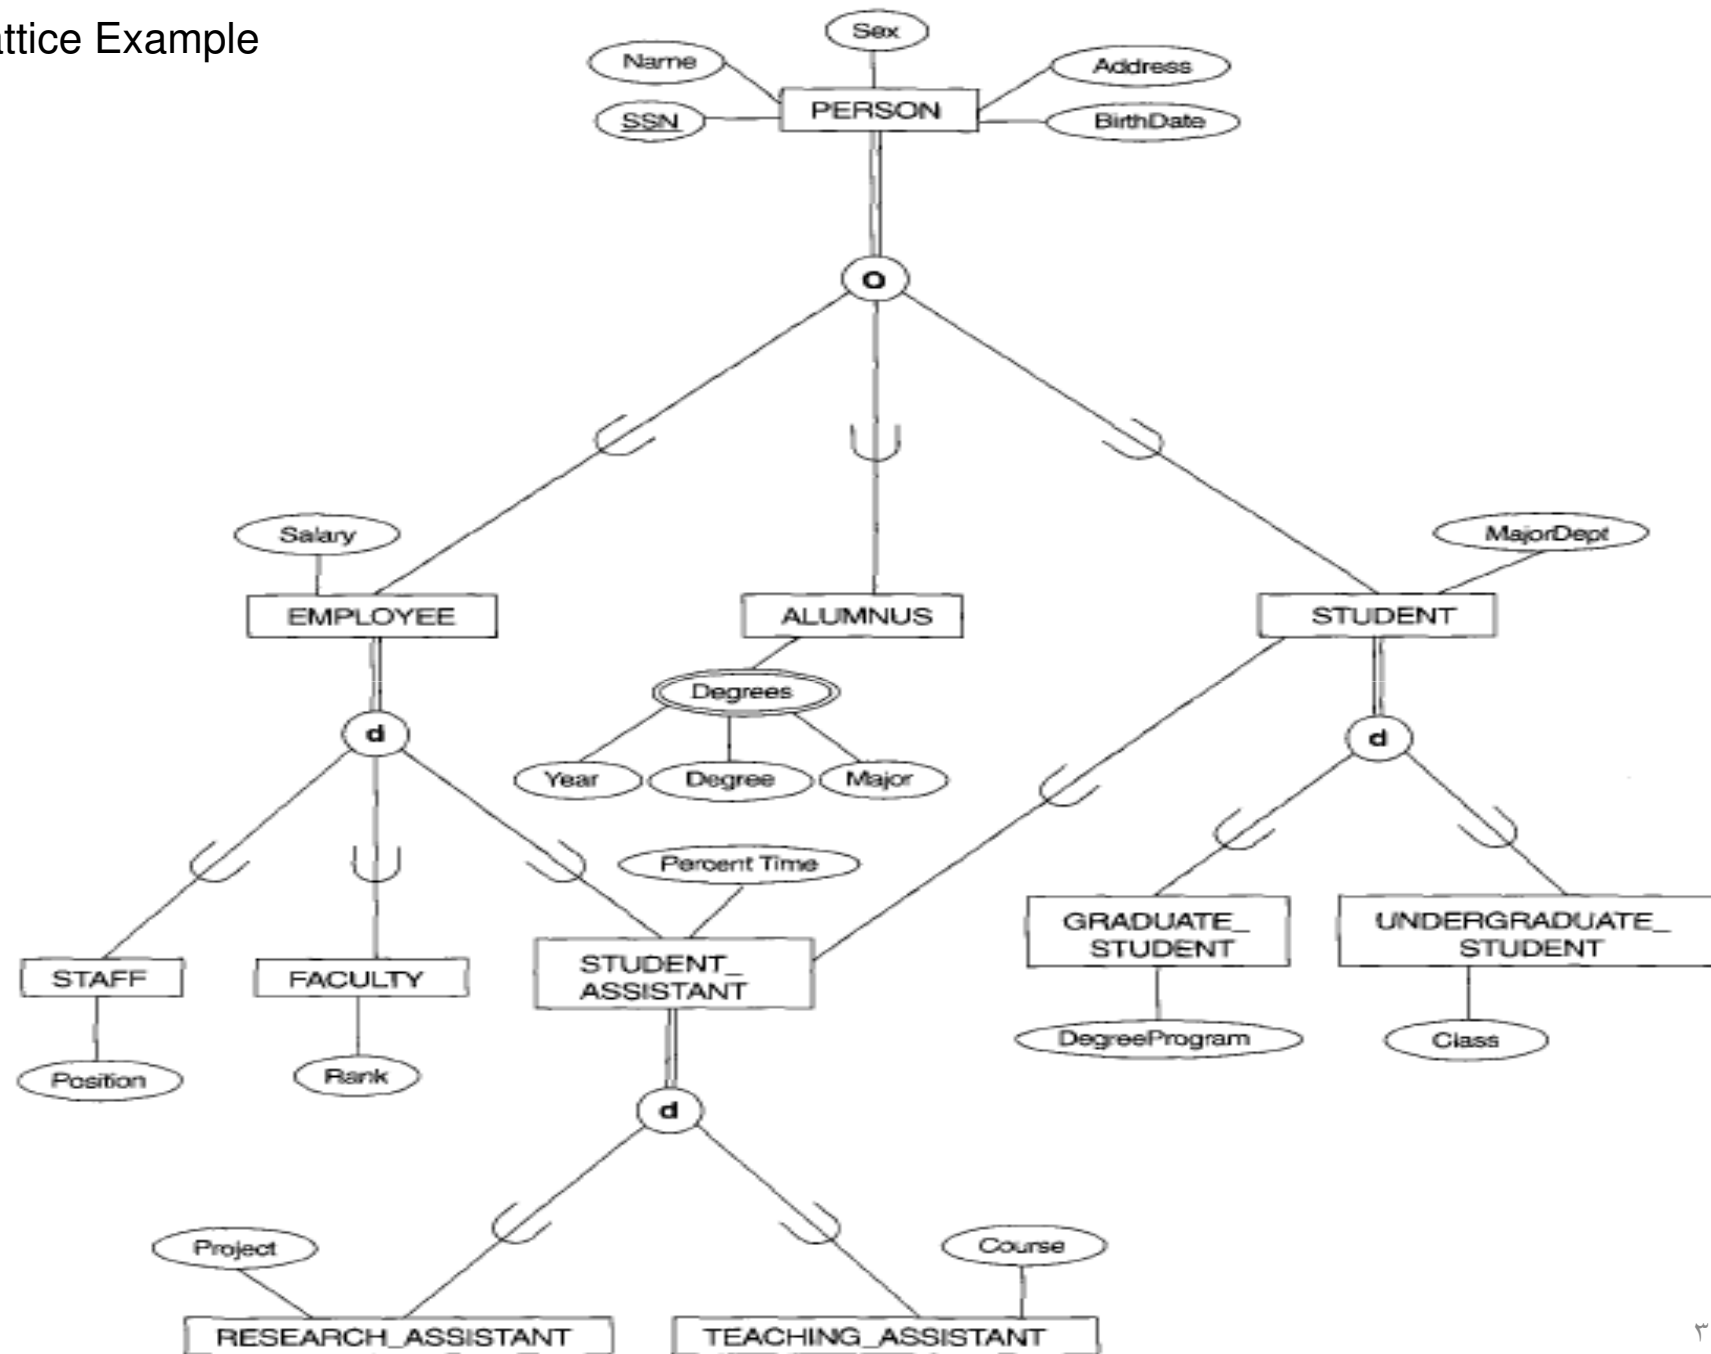 attice Example
Sex
Name
Address
PERSON
SSN
BirthDate
O
Salary
MajorDept
EMPLOYEE
ALUMNUS
STUDENT
Degrees
d
d
Year
Degree
Major
Percent Time
GRADUATE_
STUDENT
UNDERGRADUATE_
STUDENT
STAFF
FACULTY
STUDENT_
ASSISTANT
DegreeProgram
Class
Position
Rank
d
Project
Course
RESEARCH_ASSISTANT
TEACHING_ASSISTANT
٣